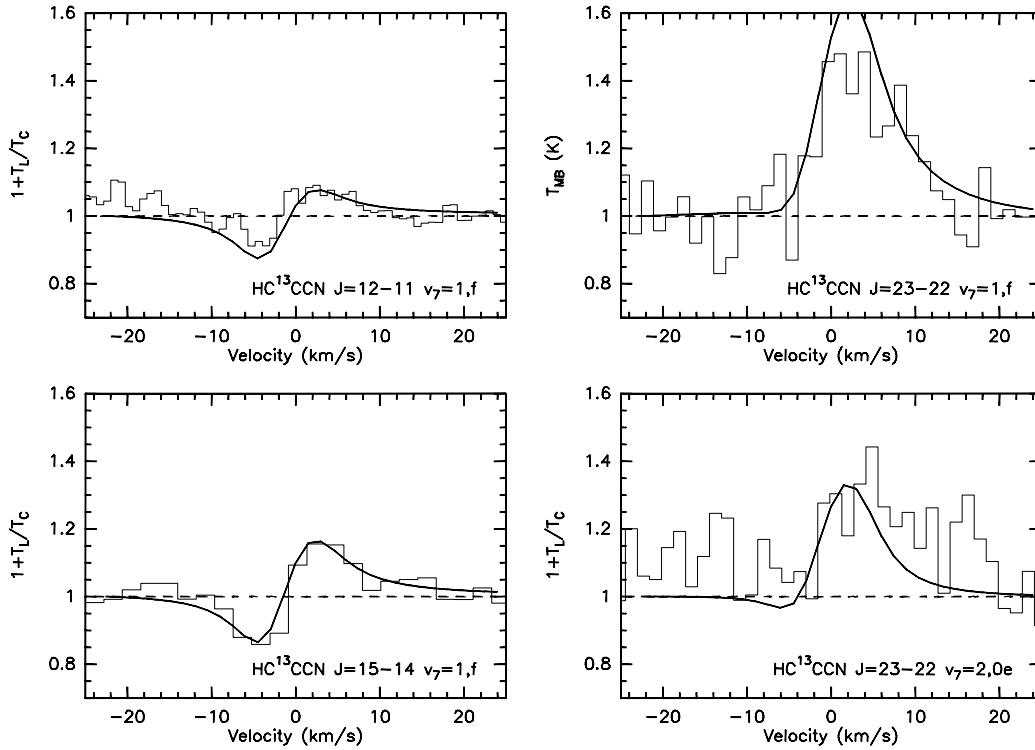 1.6
1.4
1.2
1
0.8
1+T_L/T_C
HC¹³CCN J=12−11 v₇=1,f
−20 −10 0 10 20
Velocity (km/s)
1.6
1.4
1.2
1
0.8
T_MB (K)
HC¹³CCN J=23−22 v₇=1,f
−20 −10 0 10 20
Velocity (km/s)
1.6
1.4
1.2
1
0.8
1+T_L/T_C
HC¹³CCN J=15−14 v₇=1,f
−20 −10 0 10 20
Velocity (km/s)
1.6
1.4
1.2
1
0.8
1+T_L/T_C
HC¹³CCN J=23−22 v₇=2,0e
−20 −10 0 10 20
Velocity (km/s)